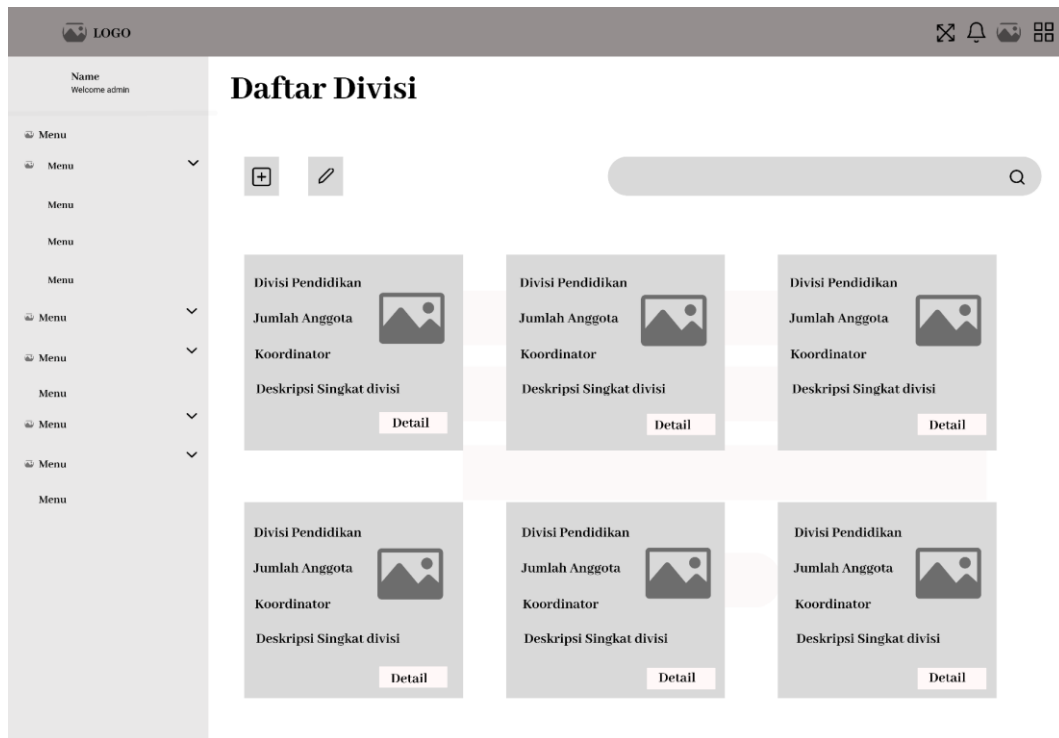 LOGO
Name
Welcome admin
Menu
Menu
Menu
Menu
Menu
Menu
Menu
Menu
Menu
Menu
Menu
Daftar Divisi
Divisi Pendidikan
Jumlah Anggota
Koordinator
Deskripsi Singkat divisi
Detail
Divisi Pendidikan
Jumlah Anggota
Koordinator
Deskripsi Singkat divisi
Detail
Divisi Pendidikan
Jumlah Anggota
Koordinator
Deskripsi Singkat divisi
Detail
Divisi Pendidikan
Jumlah Anggota
Koordinator
Deskripsi Singkat divisi
Detail
Divisi Pendidikan
Jumlah Anggota
Koordinator
Deskripsi Singkat divisi
Detail
Divisi Pendidikan
Jumlah Anggota
Koordinator
Deskripsi Singkat divisi
Detail